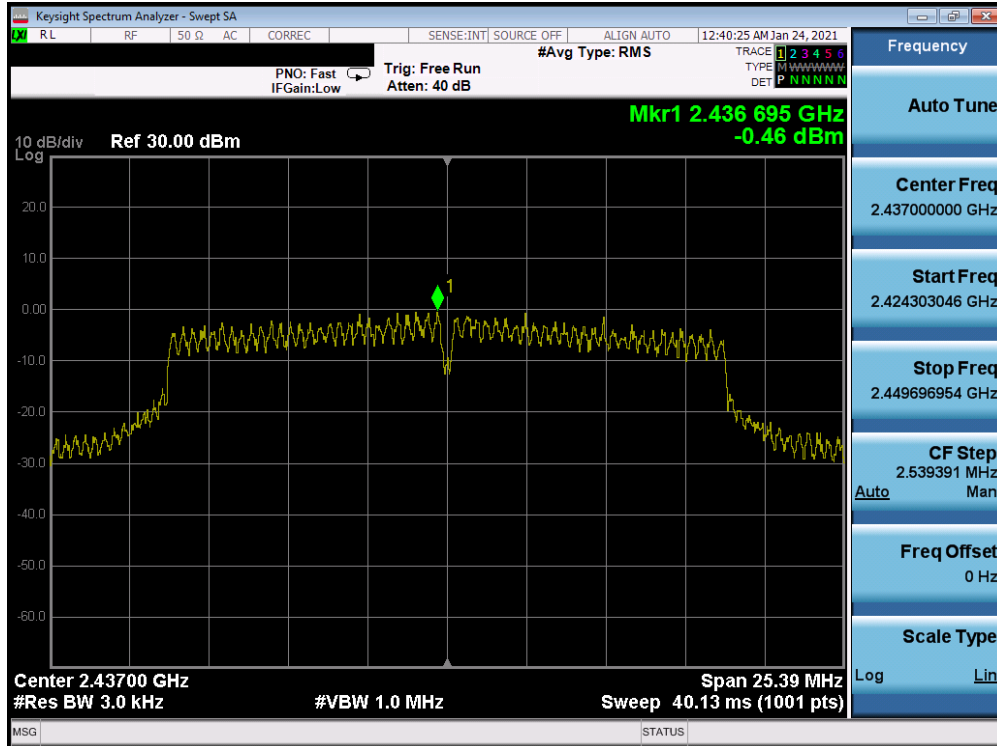 Keysight Spectrum Analyzer - Swept SA
LXI RL RF 50 Ω AC CORREC SENSE:INT SOURCE OFF ALIGN AUTO 12:40:25 AM Jan 24, 2021
#Avg Type: RMS
TRACE 1 2 3 4 5 6
PNO: Fast Trig: Free Run TYPE M WWWWW
IFGain:Low Atten: 40 dB DET P N N N N N
Mkr1 2.436 695 GHz
-0.46 dBm
10 dB/div Ref 30.00 dBm
Log
20.0
10.0
0.00
-10.0
-20.0
-30.0
-40.0
-50.0
-60.0
1
Center 2.43700 GHz Span 25.39 MHz
#Res BW 3.0 kHz #VBW 1.0 MHz Sweep 40.13 ms (1001 pts)
MSG STATUS
Frequency
Auto Tune
Center Freq
2.437000000 GHz
Start Freq
2.424303046 GHz
Stop Freq
2.449696954 GHz
CF Step
2.539391 MHz
Auto Man
Freq Offset
0 Hz
Scale Type
Log Lin